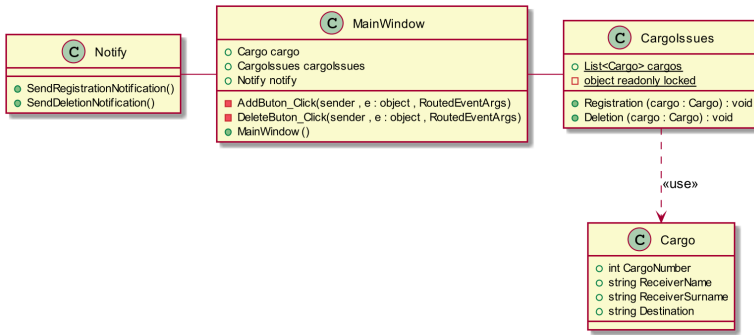 C Notify
SendRegistrationNotification()
SendDeletionNotification()
C MainWindow
Cargo cargo
CargoIssues cargoIssues
Notify notify
AddButon_Click(sender , e : object , RoutedEventArgs)
DeleteButon_Click(sender , e : object , RoutedEventArgs)
MainWindow ()
C CargoIssues
List<Cargo> cargos
object readonly locked
Registration (cargo : Cargo) : void
Deletion (cargo : Cargo) : void
«use»
C Cargo
int CargoNumber
string ReceiverName
string ReceiverSurname
string Destination